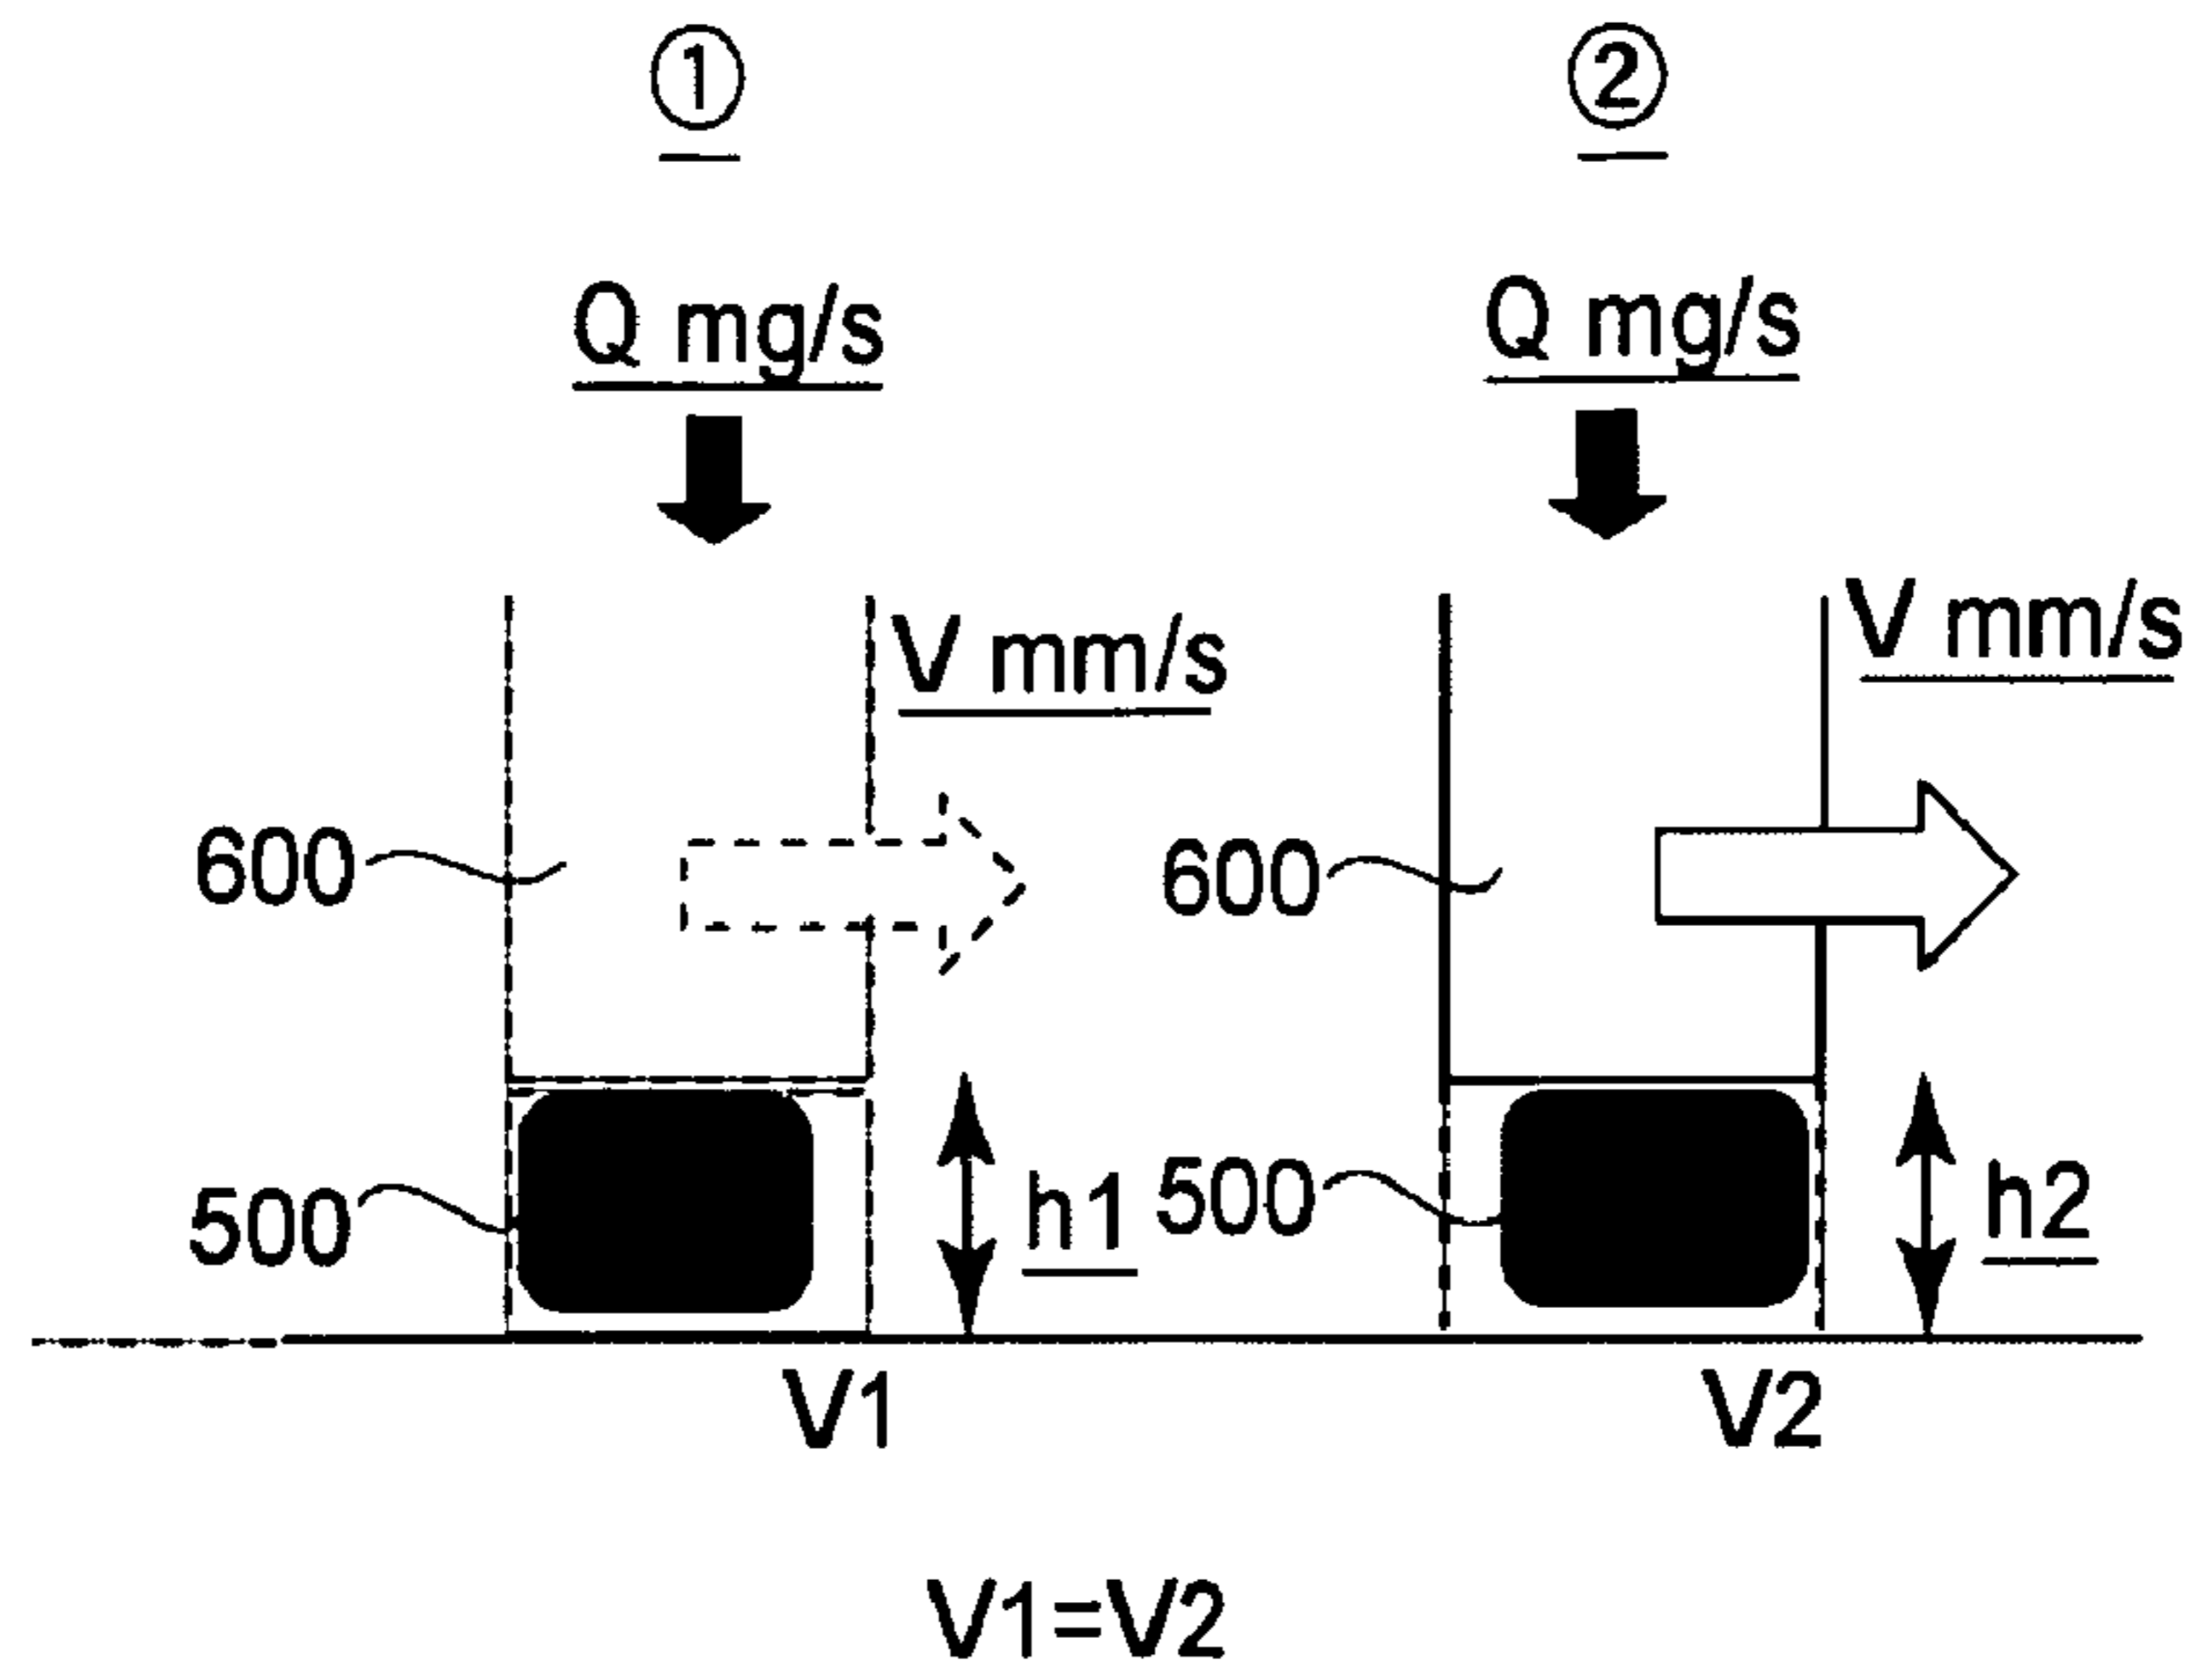 ① ②
Q mg/s Q mg/s
V mm/s V mm/s
600 600
500 h1 500 h2
V1 V2
V1=V2